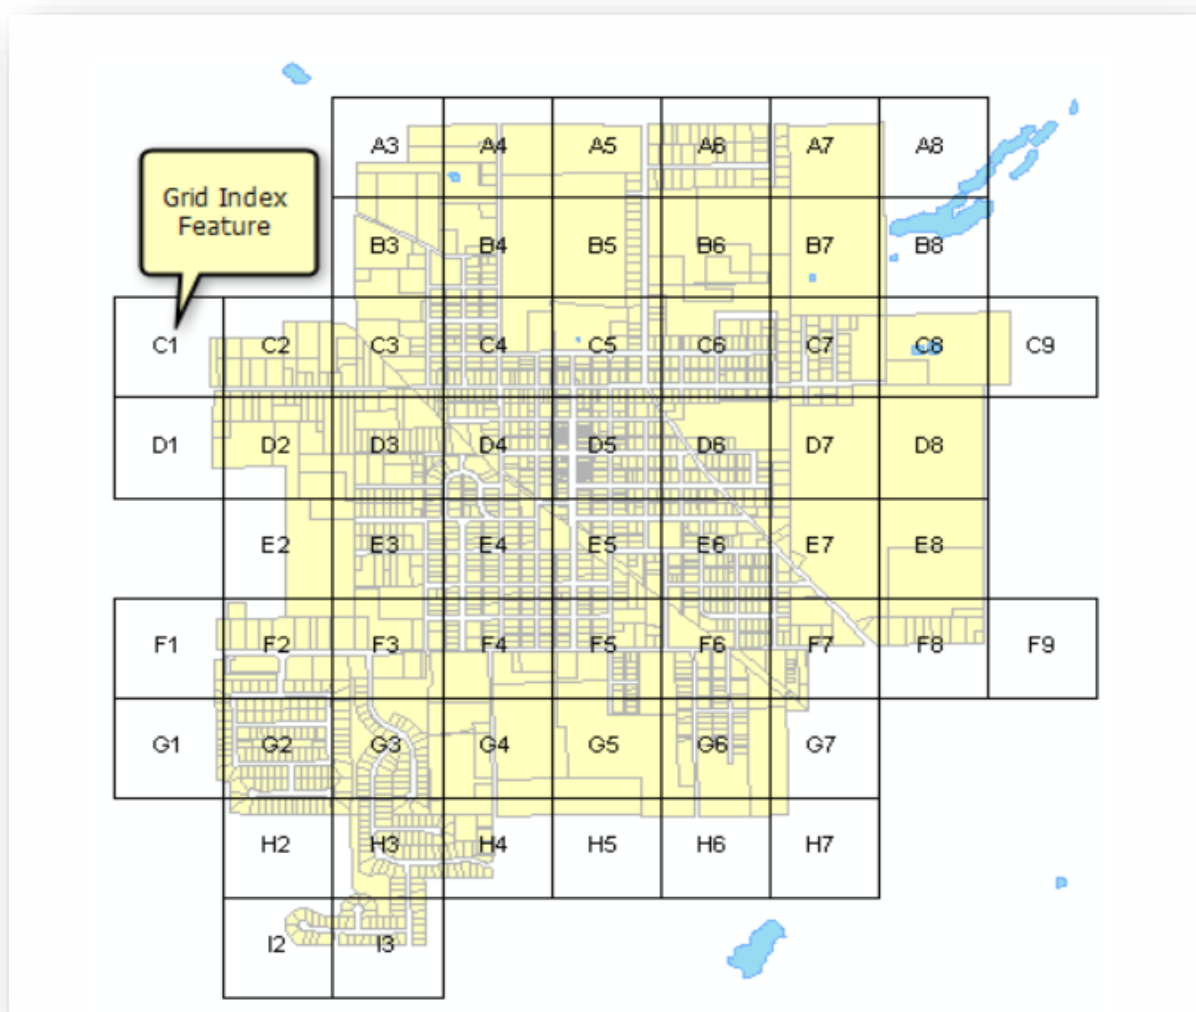 A3 A4 A5 A6 A7 A8
Grid Index
Feature
B3 B4 B5 B6 B7 B8
C1 C2 C3 C4 C5 C6 C7 C8 C9
D1 D2 D3 D4 D5 D6 D7 D8
E2 E3 E4 E5 E6 E7 E8
F1 F2 F3 F4 F5 F6 F7 F8 F9
G1 G2 G3 G4 G5 G6 G7
H2 H3 H4 H5 H6 H7
I2 I3